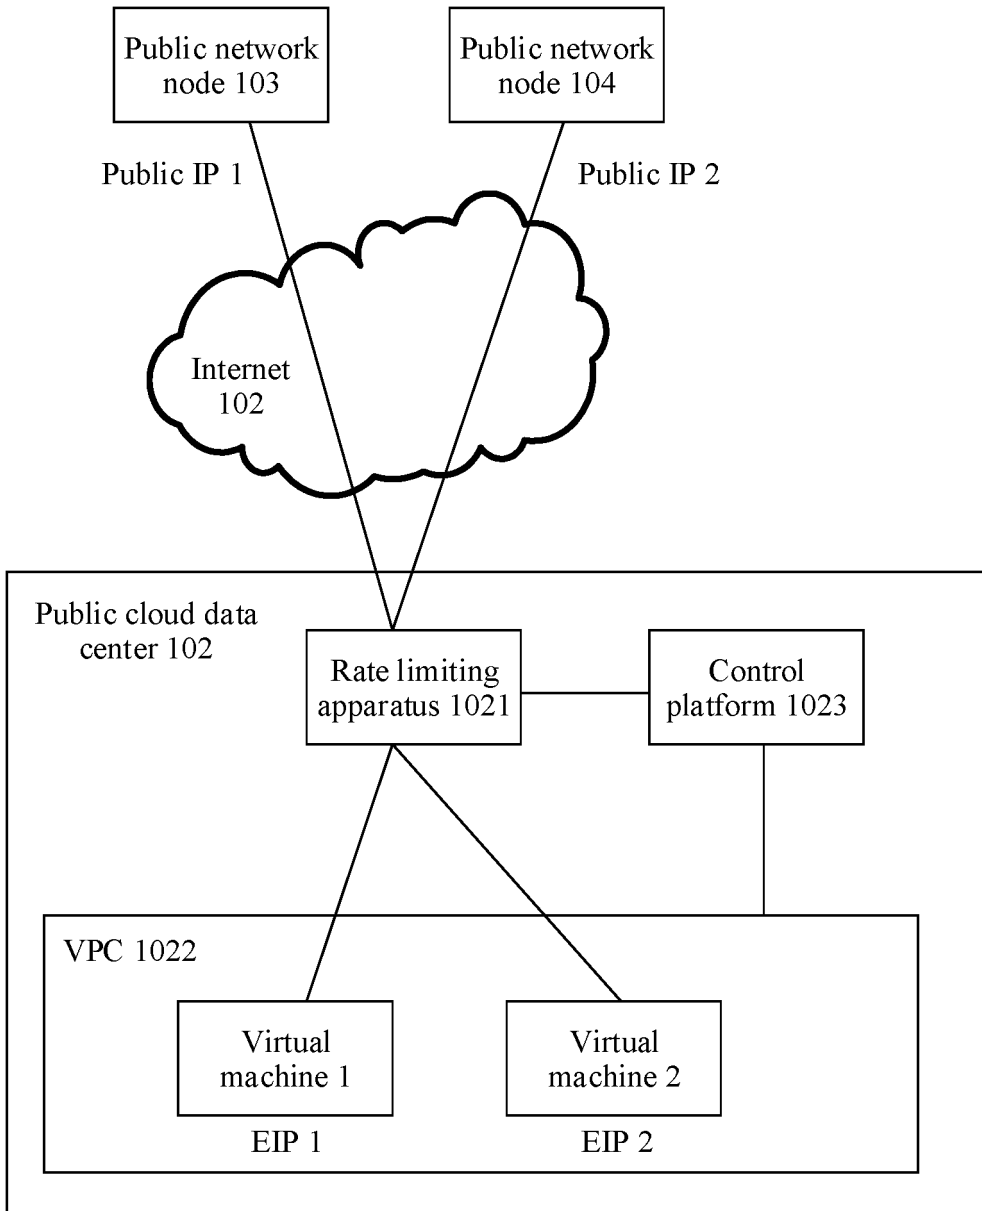 Public network
node 103
Public network
node 104
Public IP 1
Public IP 2
Internet
102
Public cloud data
center 102
Rate limiting
apparatus 1021
Control
platform 1023
VPC 1022
Virtual
machine 1
Virtual
machine 2
EIP 1
EIP 2